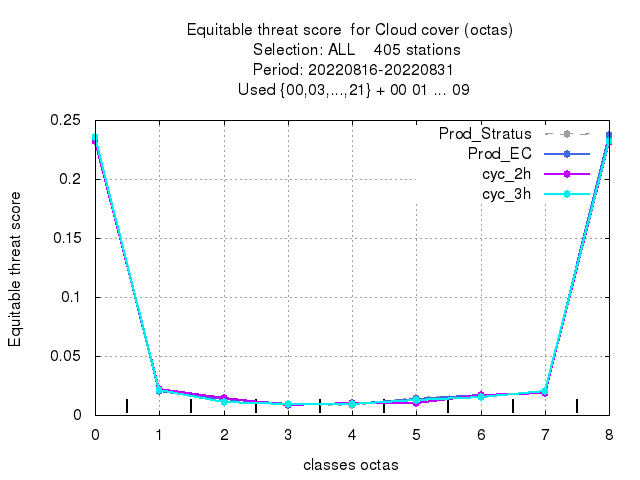 Equitable threat score  for Cloud cover (octas)
Selection: ALL    405 stations
Period: 20220816-20220831
Used {00,03,...,21} + 00 01 ... 09
Prod_Stratus
Prod_EC
cyc_2h
cyc_3h
Equitable threat score
0.25
0.2
0.15
0.1
0.05
0
0 1 2 3 4 5 6 7 8
classes octas